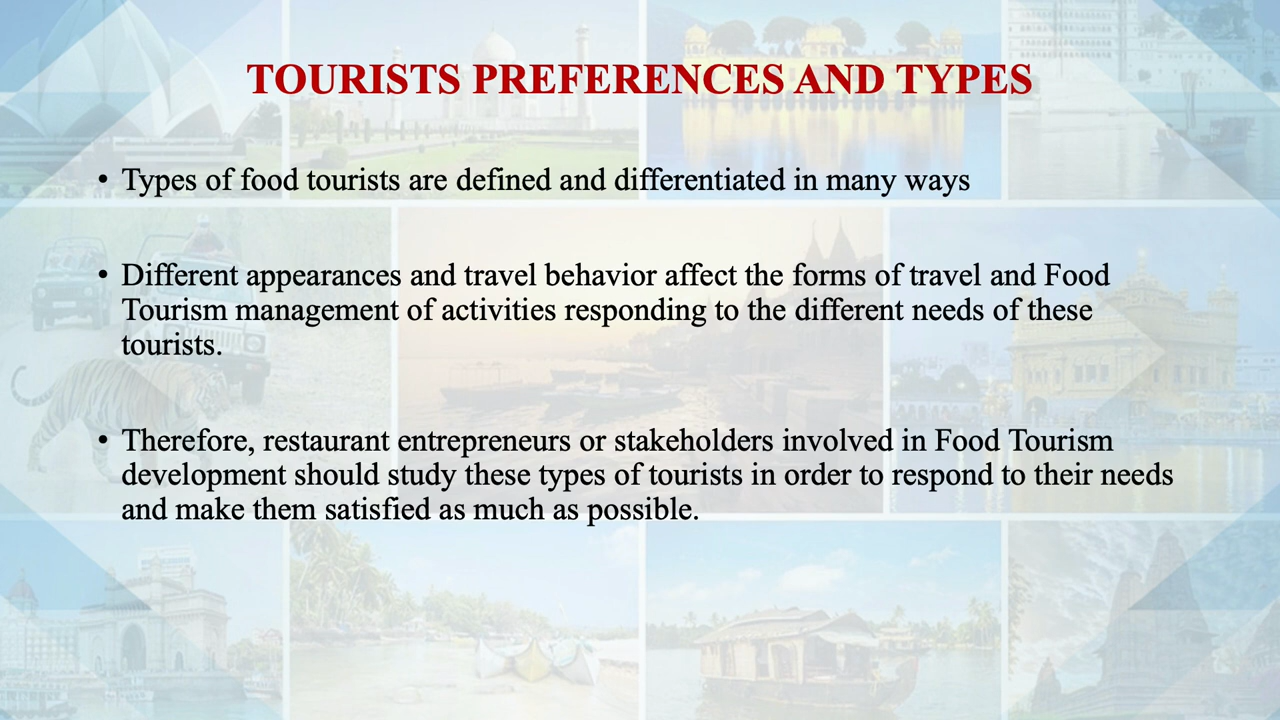 TOURISTS PREFERENCES AND TYPES
• Types of food tourists are defined and differentiated in many ways
• Different appearances and travel behavior affect the forms of travel and Food
Tourism management of activities responding to the different needs of these
tourists.
• Therefore, restaurant entrepreneurs or stakeholders involved in Food Tourism
development should study these types of tourists in order to respond to their needs
and make them satisfied as much as possible.